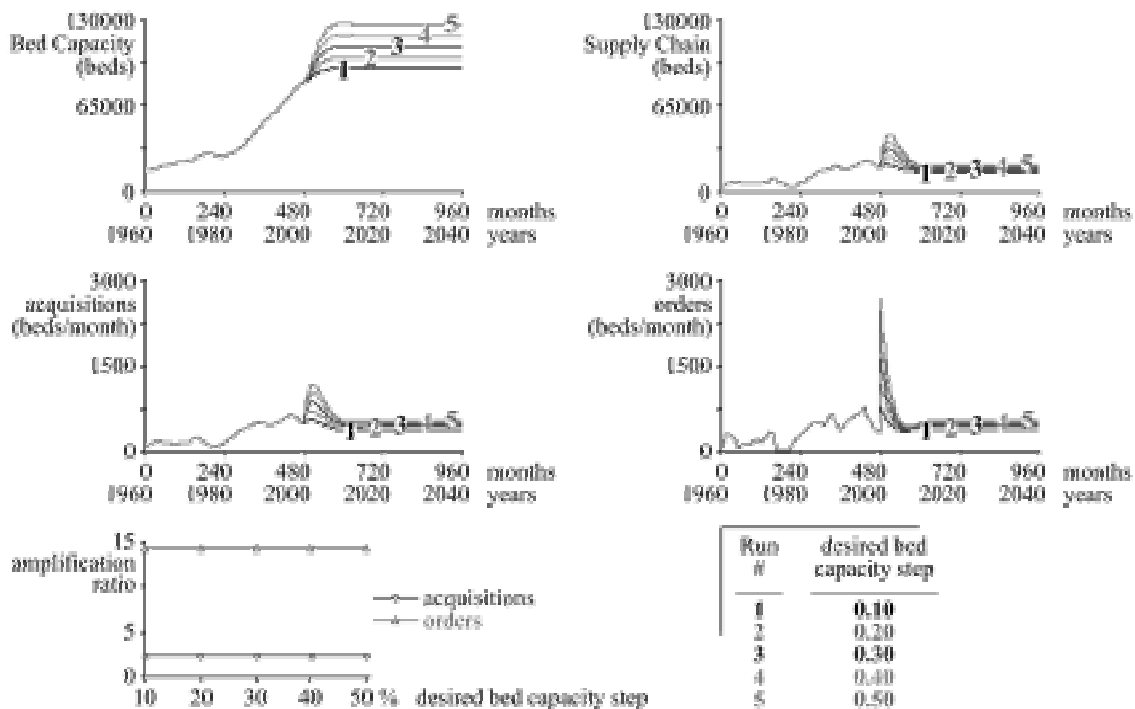 130000
Bed Capacity
(beds)
65000
0
1
2
3
4
5
0 240 480 720 960 months
1960 1980 2000 2020 2040 years
130000
Supply Chain
(beds)
65000
0
1 2 3 4 5
0 240 480 720 960 months
1960 1980 2000 2020 2040 years
3000
acquisitions
(beds/month)
1500
0
1 2 3 4 5
0 240 480 720 960 months
1960 1980 2000 2020 2040 years
3000
orders
(beds/month)
1500
0
1 2 3 4 5
0 240 480 720 960 months
1960 1980 2000 2020 2040 years
15
amplification
ratio
5
0
acquisitions
orders
10 20 30 40 50 % desired bed capacity step
Run desired bed
# capacity step
1 0.10
2 0.20
3 0.30
4 0.40
5 0.50